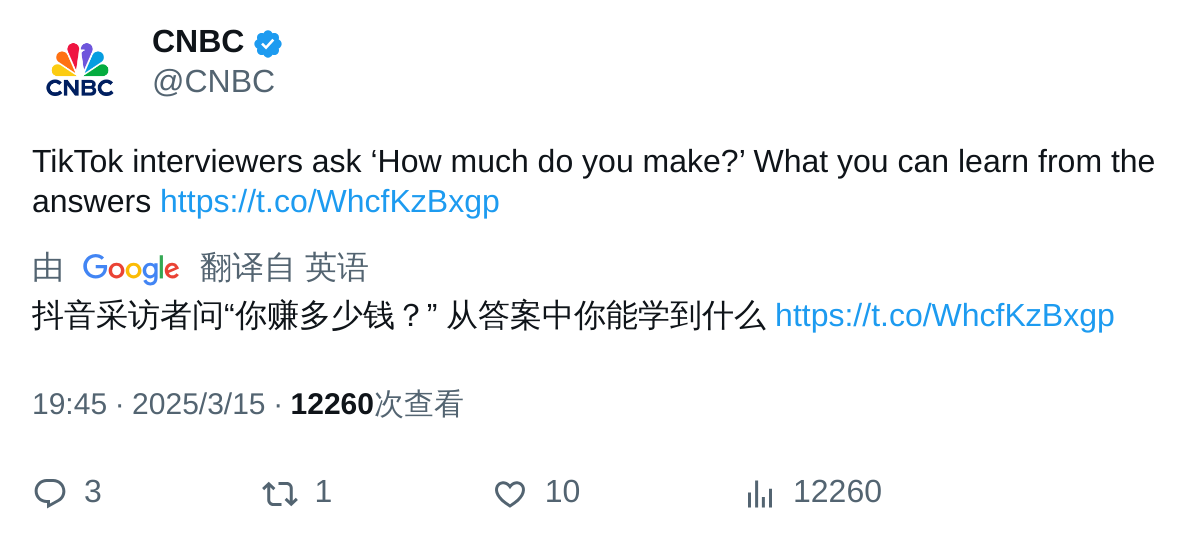 CNBC
CNBC
@CNBC
TikTok interviewers ask ‘How much do you make?’ What you can learn from the
answers https://t.co/WhcfKzBxgp
由 Google 翻译自 英语
抖音采访者问“你赚多少钱？” 从答案中你能学到什么 https://t.co/WhcfKzBxgp
19:45 · 2025/3/15 · 12260次查看
3 1 10 12260